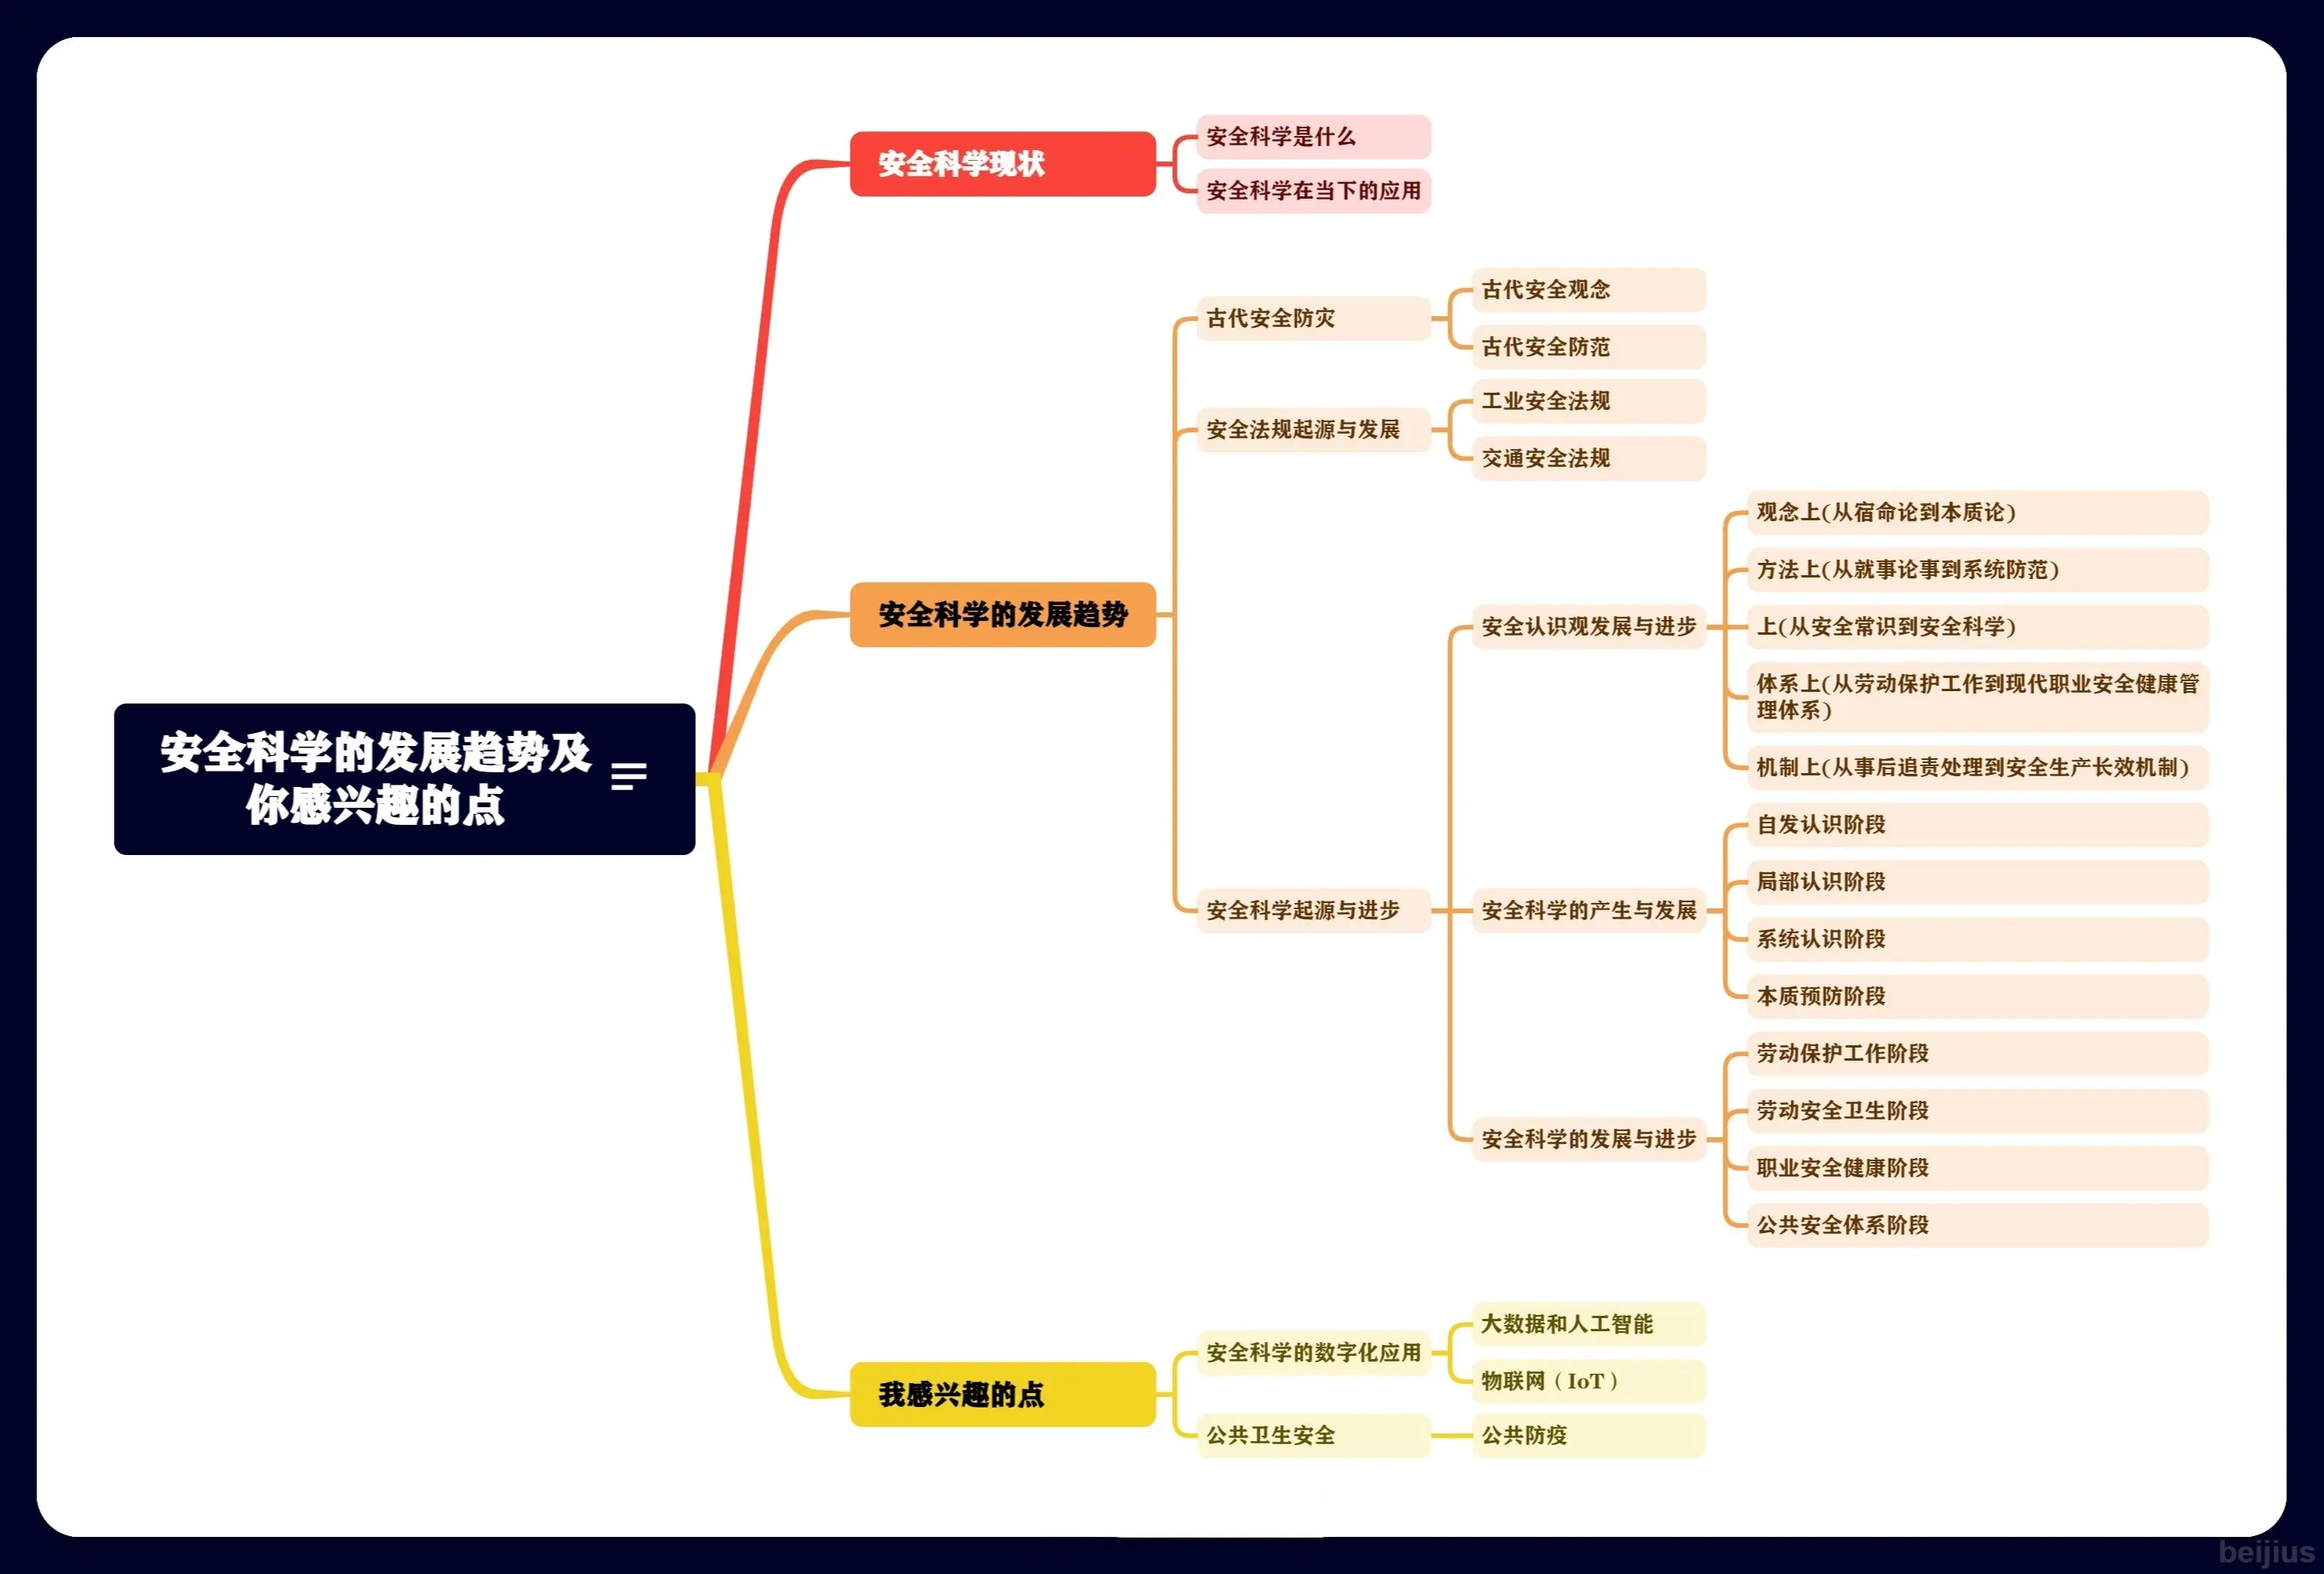 安全科学的发展趋势及
你感兴趣的点
安全科学现状
安全科学是什么
安全科学在当下的应用
安全科学的发展趋势
古代安全防灾
古代安全观念
古代安全防范
安全法规起源与发展
工业安全法规
交通安全法规
安全科学起源与进步
安全认识观发展与进步
观念上(从宿命论到本质论)
方法上(从就事论事到系统防范)
上(从安全常识到安全科学)
体系上(从劳动保护工作到现代职业安全健康管
理体系)
机制上(从事后追责处理到安全生产长效机制)
安全科学的产生与发展
自发认识阶段
局部认识阶段
系统认识阶段
本质预防阶段
安全科学的发展与进步
劳动保护工作阶段
劳动安全卫生阶段
职业安全健康阶段
公共安全体系阶段
我感兴趣的点
安全科学的数字化应用
大数据和人工智能
物联网（IoT）
公共卫生安全
公共防疫
beijius